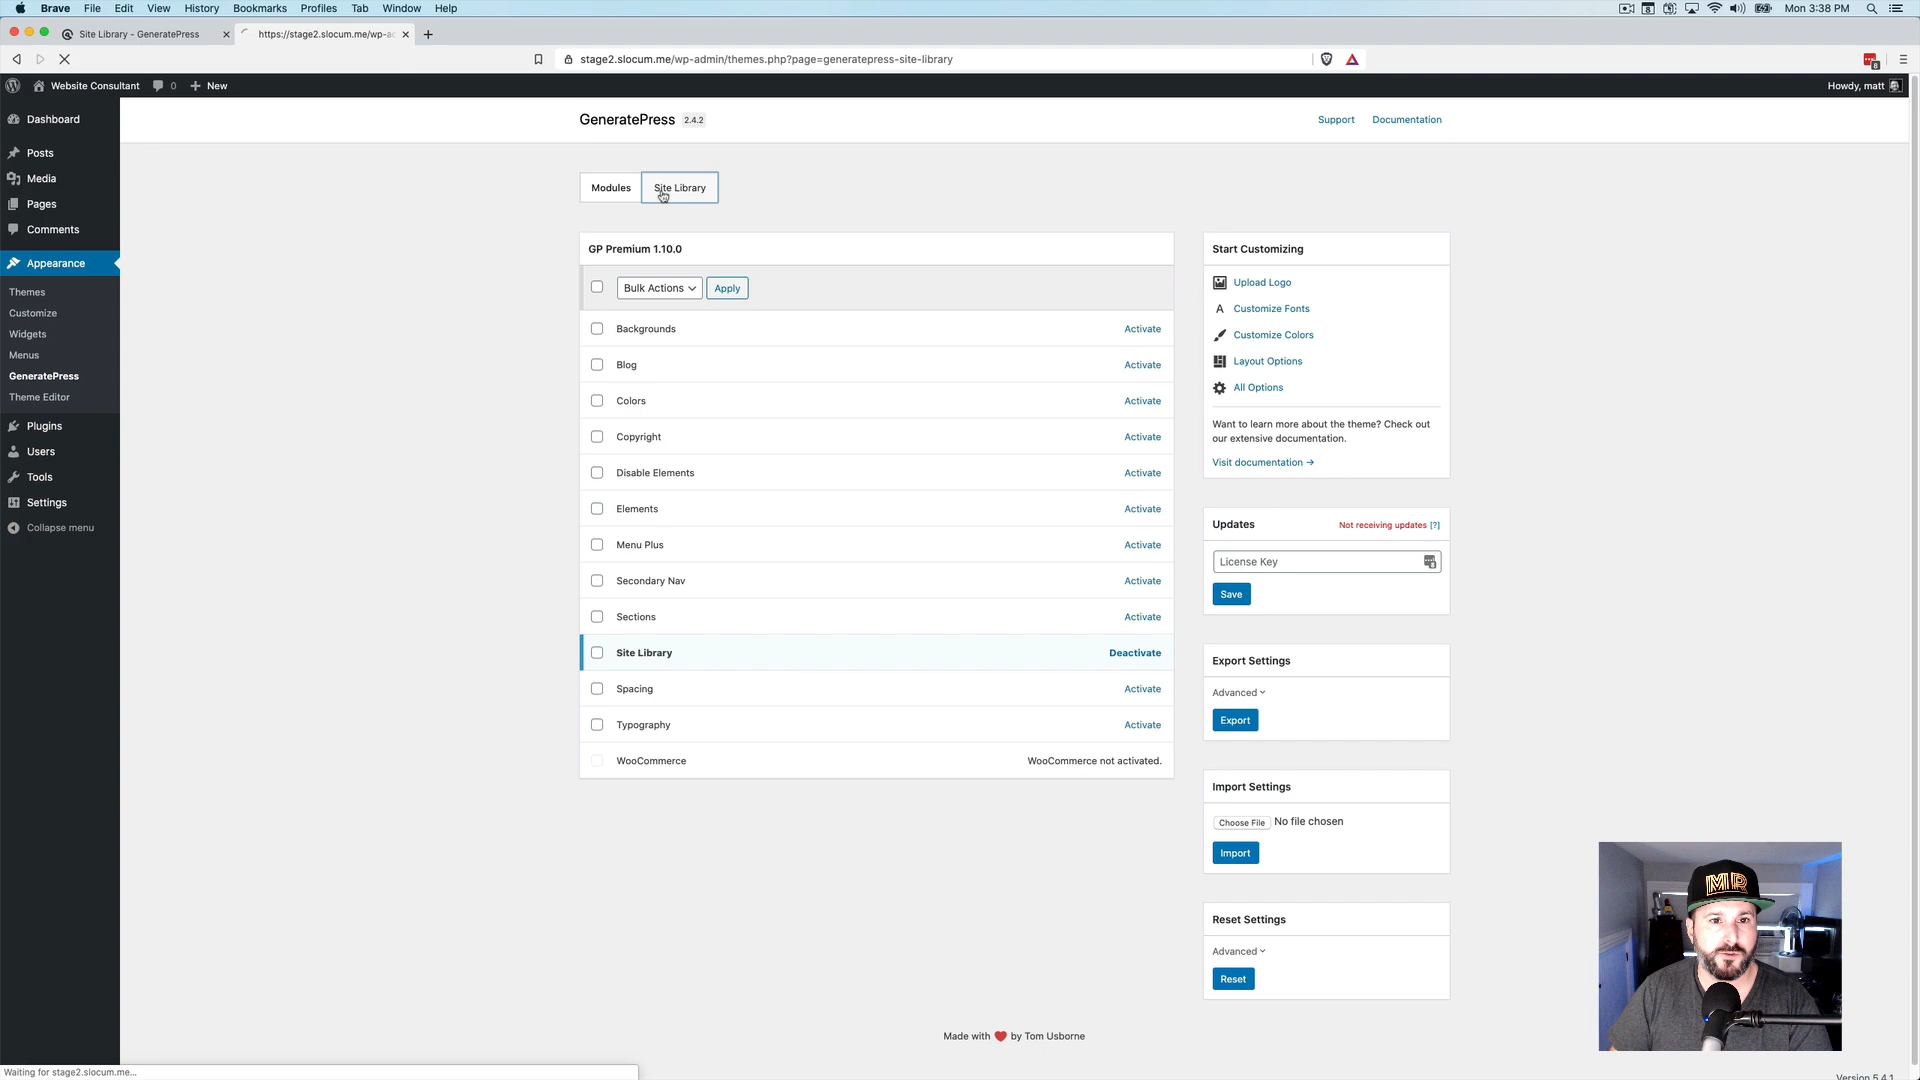 Brave File Edit View History Bookmarks Profiles Tab Window Help Mon 3:38 PM
Site Library - GeneratePress https://stage2.slocum.me/wp-a
stage2.slocum.me/wp-admin/themes.php?page=generatepress-site-library
Website Consultant 0 New Howdy, matt
Dashboard
Posts
Media
Pages
Comments
Appearance
Themes
Customize
Widgets
Menus
GeneratePress
Theme Editor
Plugins
Users
Tools
Settings
Collapse menu
GeneratePress 2.4.2 Support Documentation
Modules Site Library
GP Premium 1.10.0
Bulk Actions Apply
Backgrounds Activate
Blog Activate
Colors Activate
Copyright Activate
Disable Elements Activate
Elements Activate
Menu Plus Activate
Secondary Nav Activate
Sections Activate
Site Library Deactivate
Spacing Activate
Typography Activate
WooCommerce WooCommerce not activated.
Start Customizing
Upload Logo
A Customize Fonts
Customize Colors
Layout Options
All Options
Want to learn more about the theme? Check out
our extensive documentation.
Visit documentation →
Updates Not receiving updates [?]
License Key
Save
Export Settings
Advanced
Export
Import Settings
Choose File No file chosen
Import
Reset Settings
Advanced
Reset
MR
Made with ❤ by Tom Usborne
Waiting for stage2.slocum.me...
Version 5.4.1